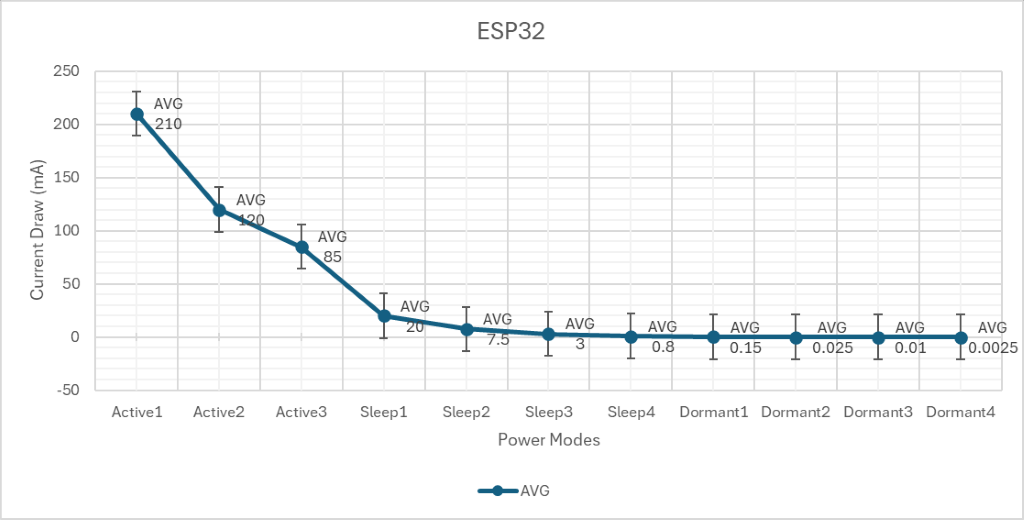 ESP32
250
200
150
100
50
0
-50
Current Draw (mA)
AVG
210
AVG
120
AVG
85
AVG
20
AVG
7.5
AVG
3
AVG
0.8
AVG
0.15
AVG
0.025
AVG
0.01
AVG
0.0025
Active1 Active2 Active3 Sleep1 Sleep2 Sleep3 Sleep4 Dormant1 Dormant2 Dormant3 Dormant4
Power Modes
AVG